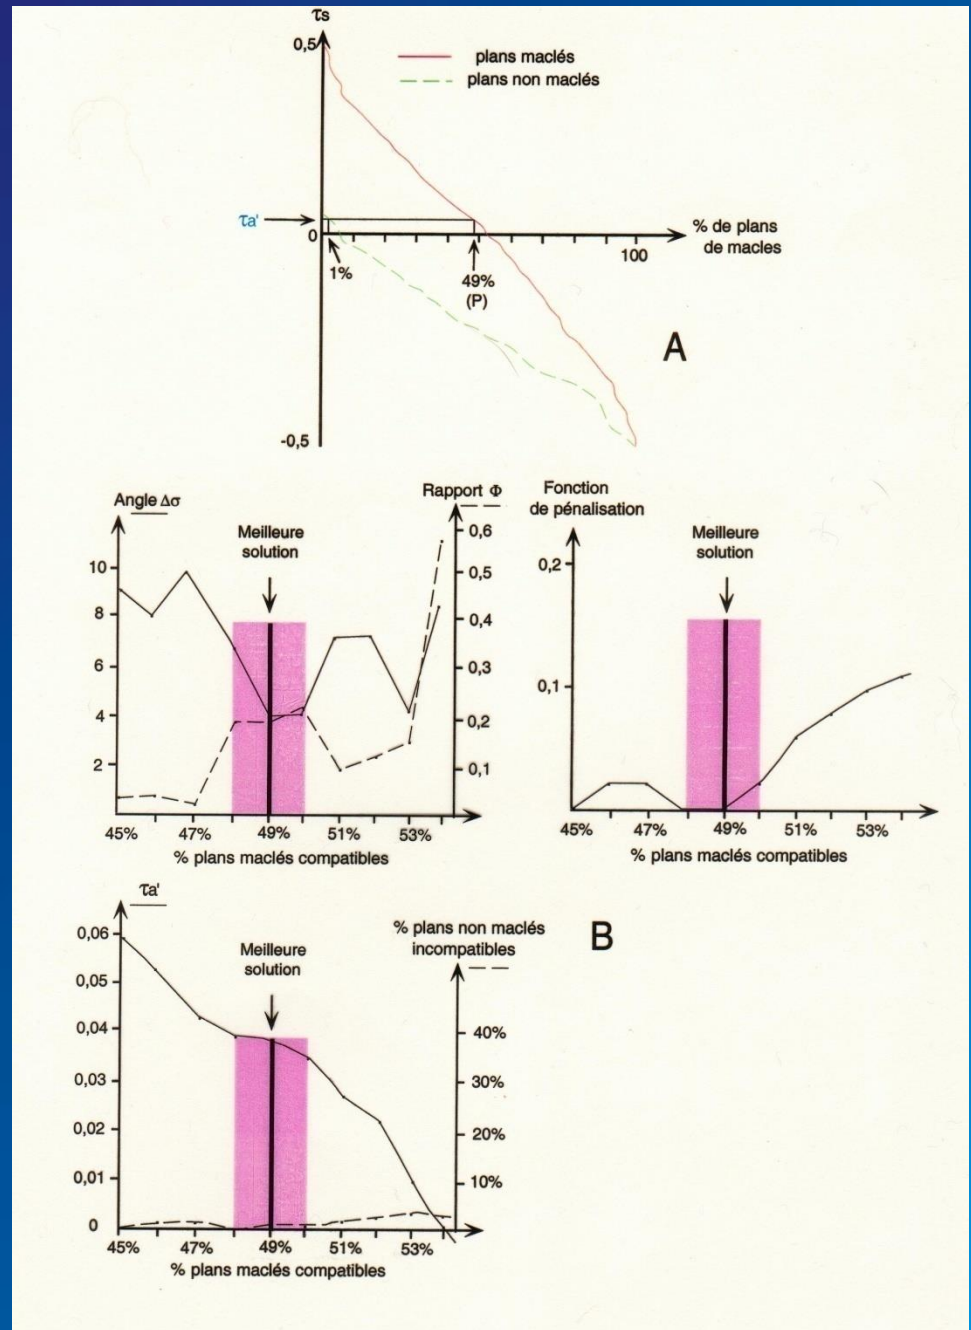 τs
0,5
plans maclés
plans non maclés
τa'
0
% de plans
de macles
100
1%
49%
(P)
A
-0,5
Angle Δσ
Rapport Φ
Meilleure
solution
10
8
6
4
2
0,6
0,5
0,4
0,3
0,2
0,1
45%
47%
49%
51%
53%
% plans maclés compatibles
Fonction
de pénalisation
Meilleure
solution
0,2
0,1
45%
47%
49%
51%
53%
% plans maclés compatibles
B
τa'
% plans non maclés
incompatibles
Meilleure
solution
0,06
0,05
0,04
0,03
0,02
0,01
0
40%
30%
20%
10%
45%
47%
49%
51%
53%
% plans maclés compatibles